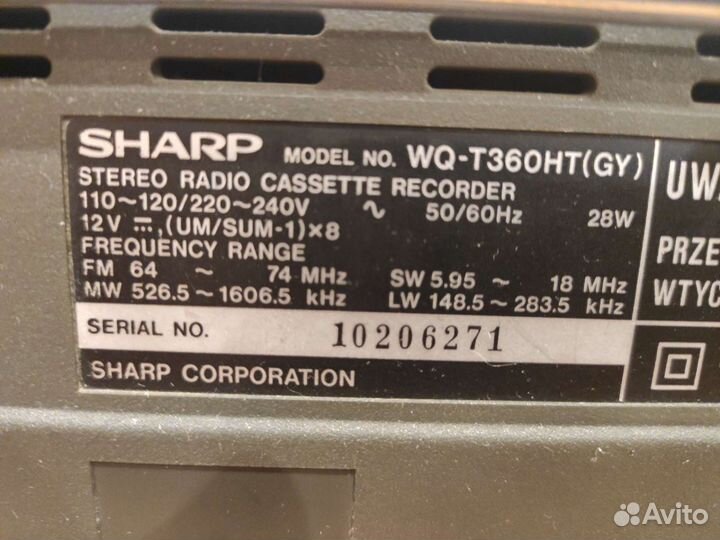 SHARP MODEL NO. WQ-T360HT(GY)
STEREO RADIO CASSETTE RECORDER
110~120/220~240V ~ 50/60Hz 28W
12V ⎓,(UM/SUM-1)×8
FREQUENCY RANGE
FM 64 ~ 74 MHz SW 5.95 ~ 18 MHz
MW 526.5~1606.5 kHz LW 148.5~283.5 kHz
SERIAL NO. 10206271
SHARP CORPORATION
UW
PRZE
WTYC
Avito